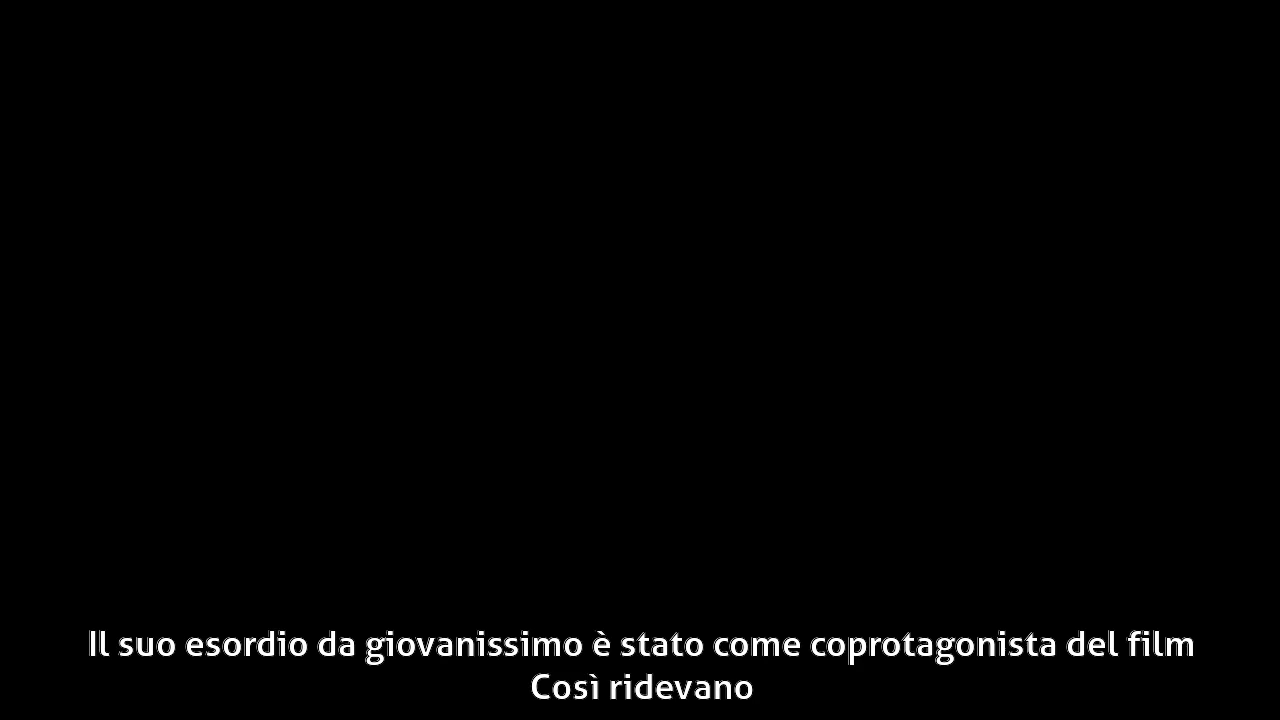 Il suo esordio da giovanissimo è stato come coprotagonista del film
Così ridevano